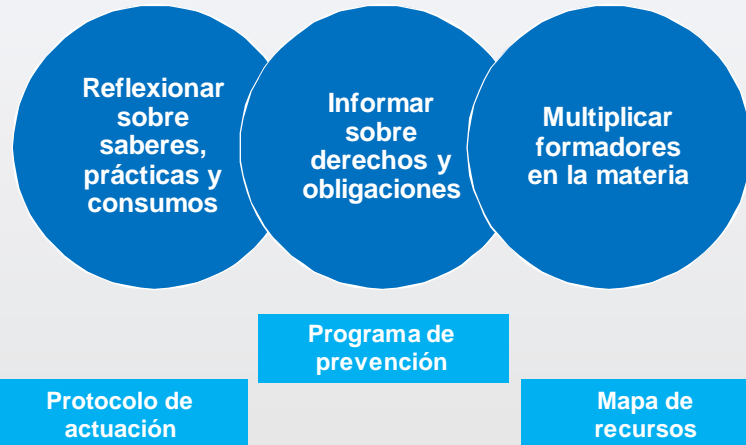 Reflexionar
sobre
saberes,
prácticas y
consumos
Informar
sobre
derechos y
obligaciones
Multiplicar
formadores
en la materia
Programa de
prevención
Protocolo de
actuación
Mapa de
recursos